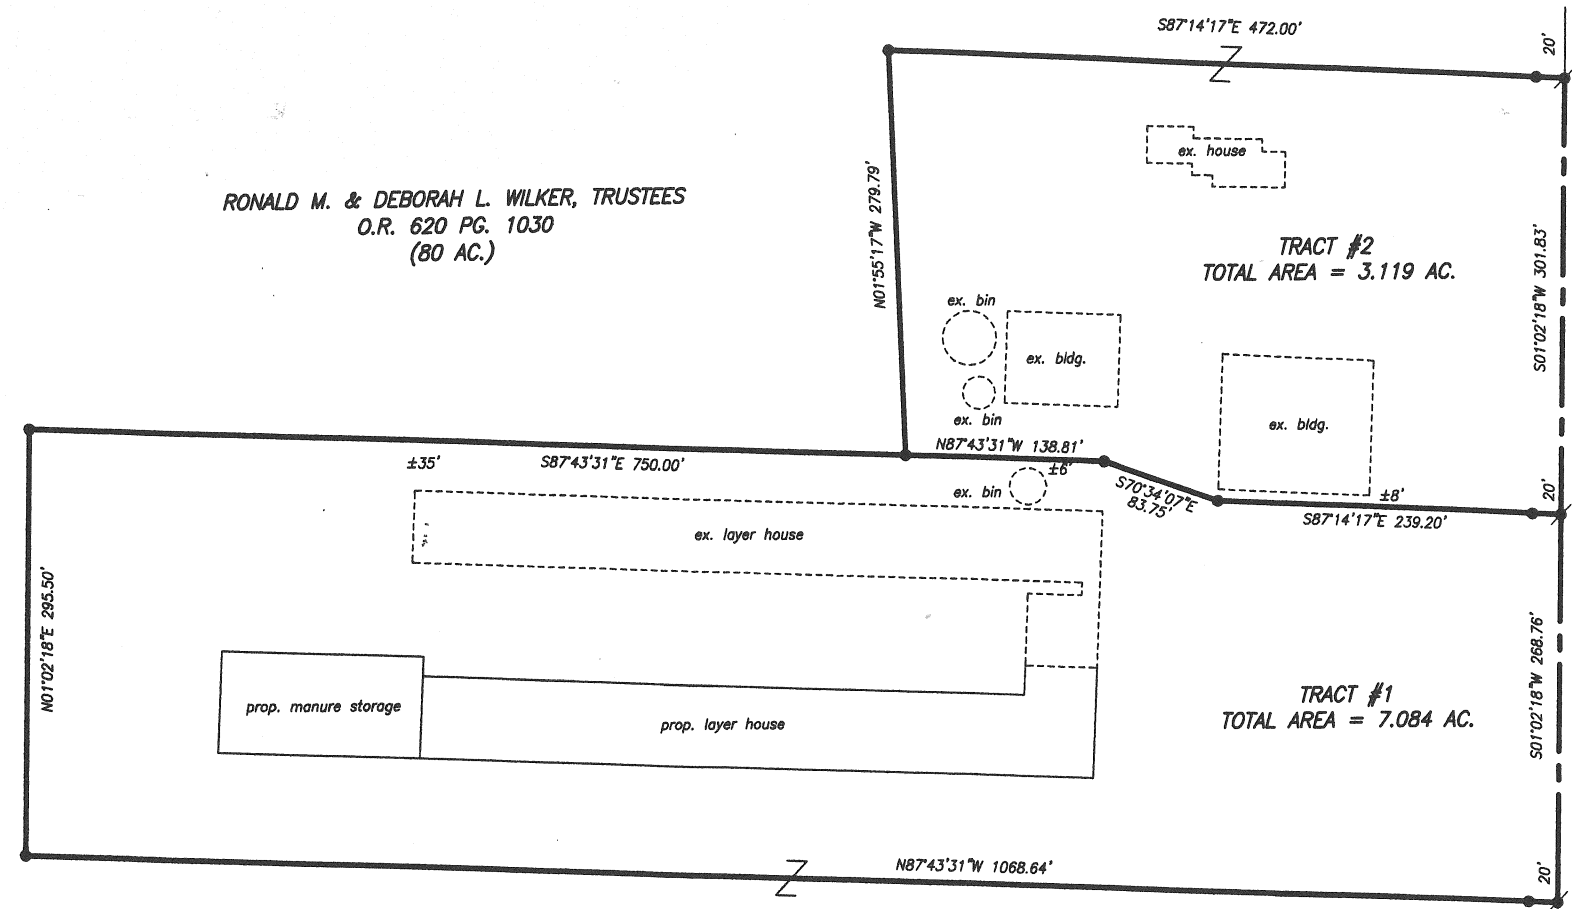 S87°14'17"E 472.00'
20'
ex. house
N01°55'17"W 279.79'
RONALD M. & DEBORAH L. WILKER, TRUSTEES
O.R. 620 PG. 1030
(80 AC.)
TRACT #2
TOTAL AREA = 3.119 AC.
S01°02'18"W 301.83'
ex. bin
ex. bldg.
ex. bin
ex. bldg.
N87°43'31"W 138.81'
±35'
S87°43'31"E 750.00'
±6'
ex. bin
S70°34'07"E
83.75'
±8'
20'
S87°14'17"E 239.20'
ex. layer house
N01°02'18"E 295.50'
S01°02'18"W 268.76'
prop. manure storage
prop. layer house
TRACT #1
TOTAL AREA = 7.084 AC.
N87°43'31"W 1068.64'
20'